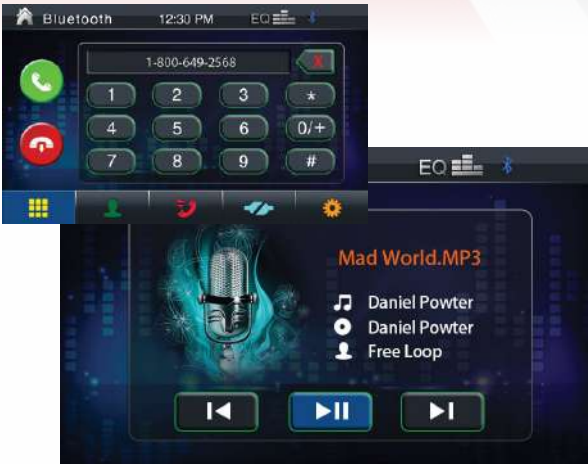 Bluetooth 12:30 PM EQ
1-800-649-2568 X
1 2 3 *
4 5 6 0/+
7 8 9 #
EQ
Mad World.MP3
Daniel Powter
Daniel Powter
Free Loop